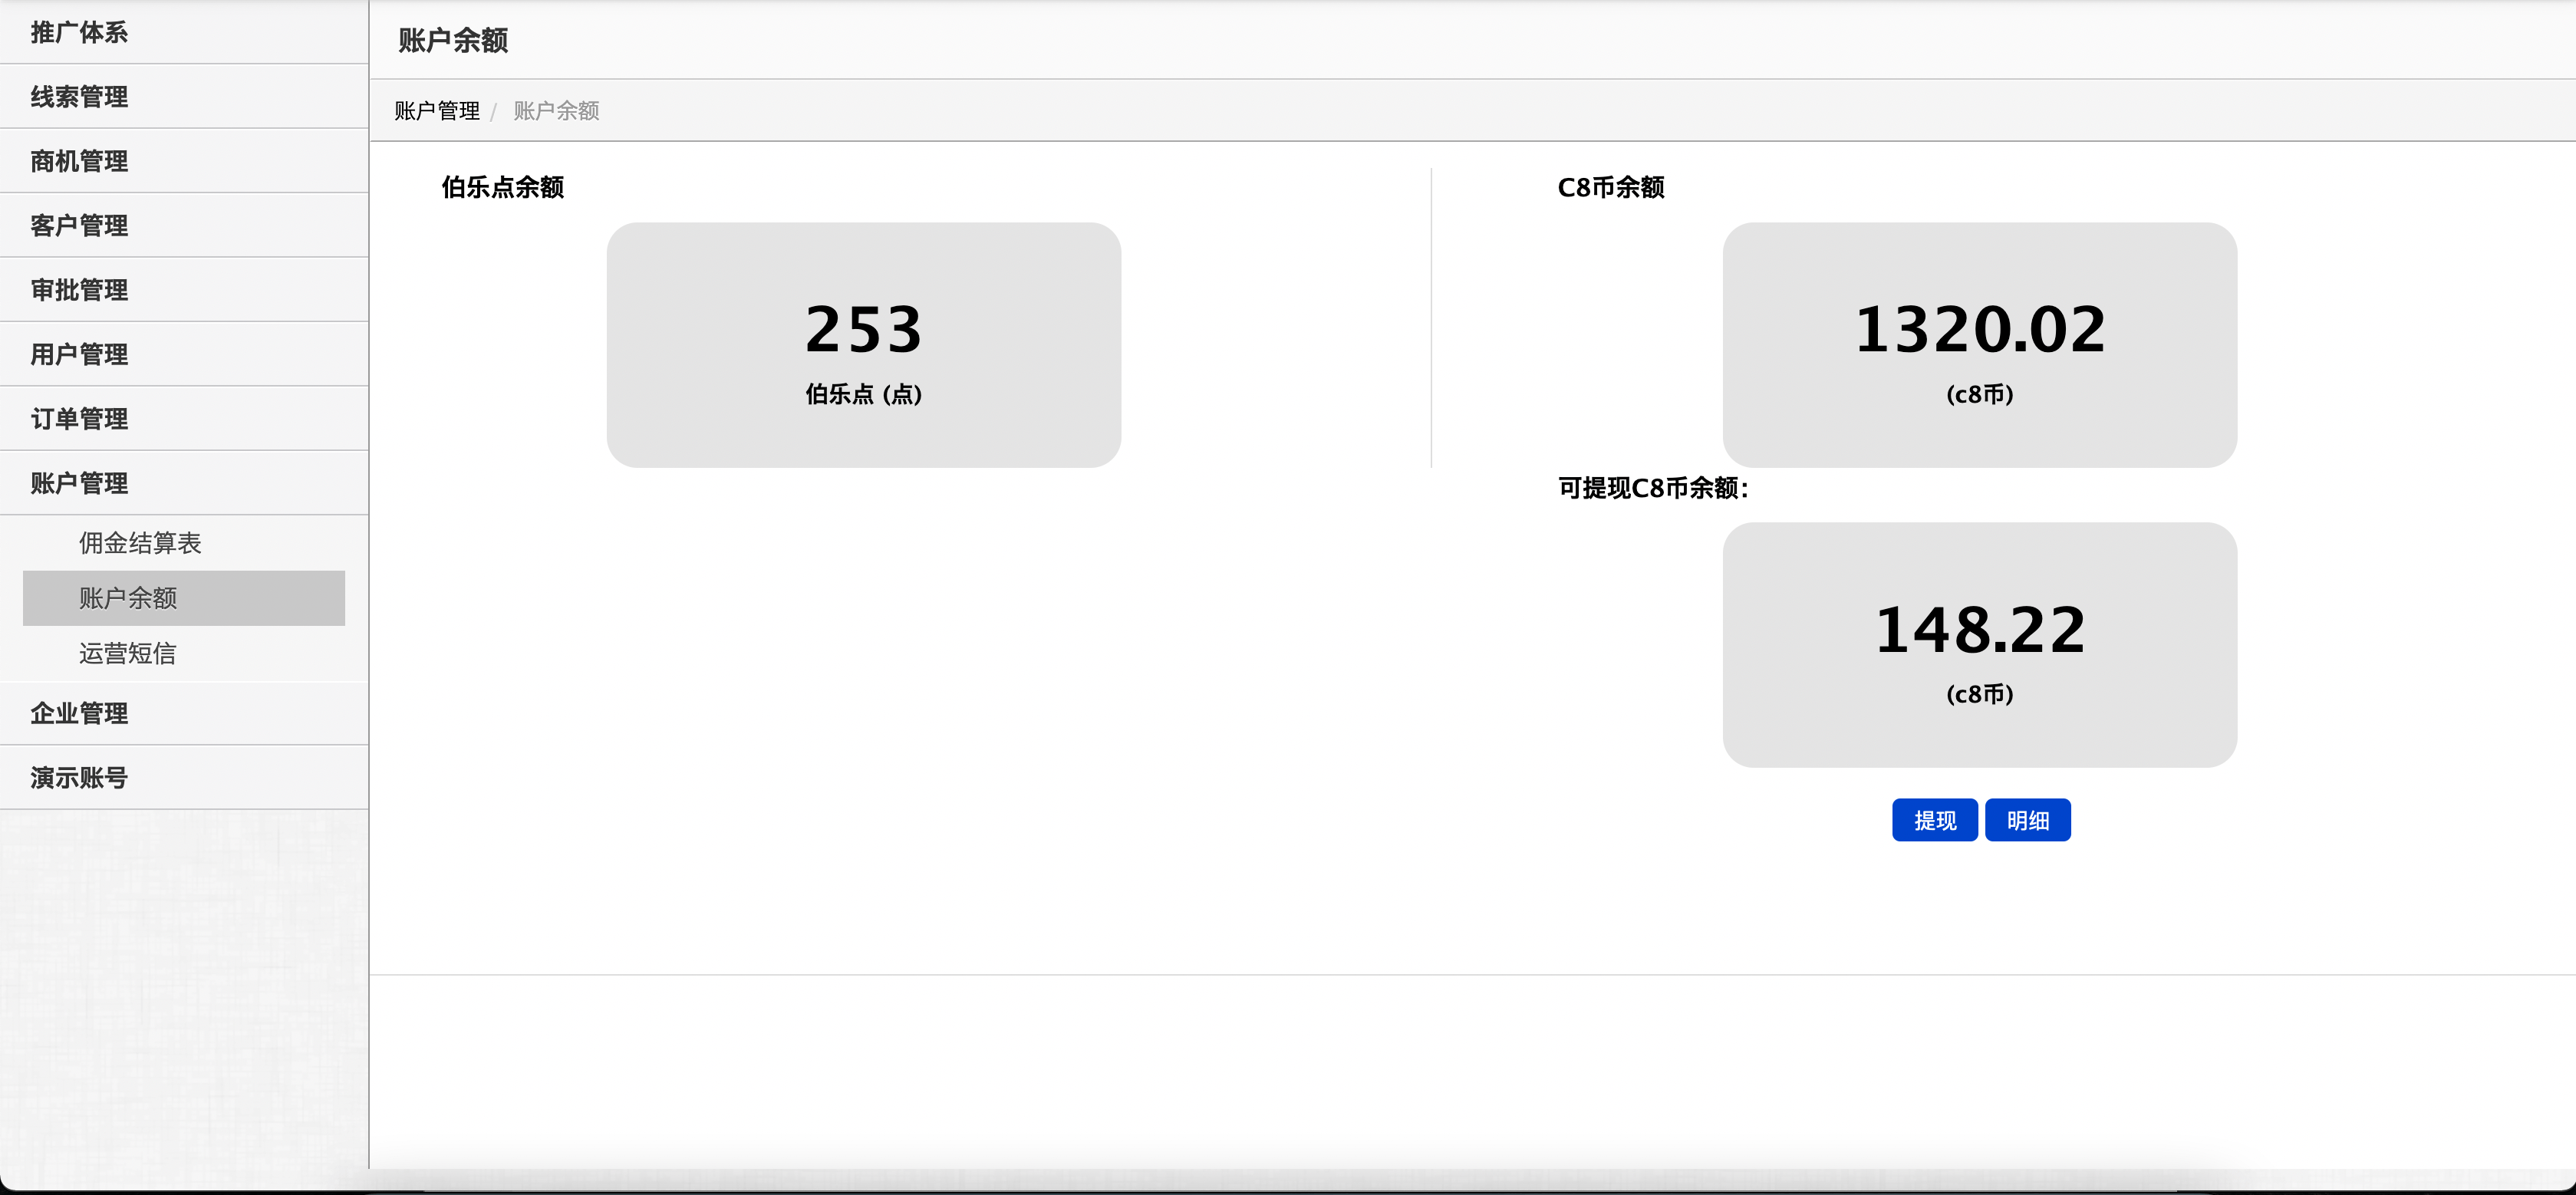 推广体系
线索管理
商机管理
客户管理
审批管理
用户管理
订单管理
账户管理
佣金结算表
账户余额
运营短信
企业管理
演示账号
账户余额
账户管理 / 账户余额
伯乐点余额
253
伯乐点 (点)
C8币余额
1320.02
(c8币)
可提现C8币余额：
148.22
(c8币)
提现 明细